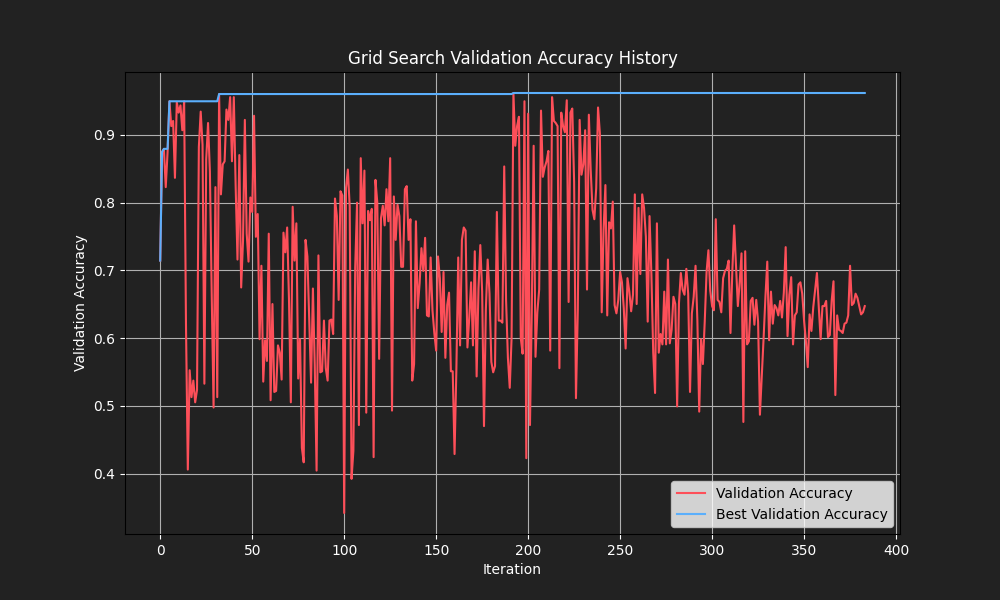 Grid Search Validation Accuracy History
Validation Accuracy
0.9
0.8
0.7
0.6
0.5
0.4
0 50 100 150 200 250 300 350 400
Iteration
Validation Accuracy
Best Validation Accuracy